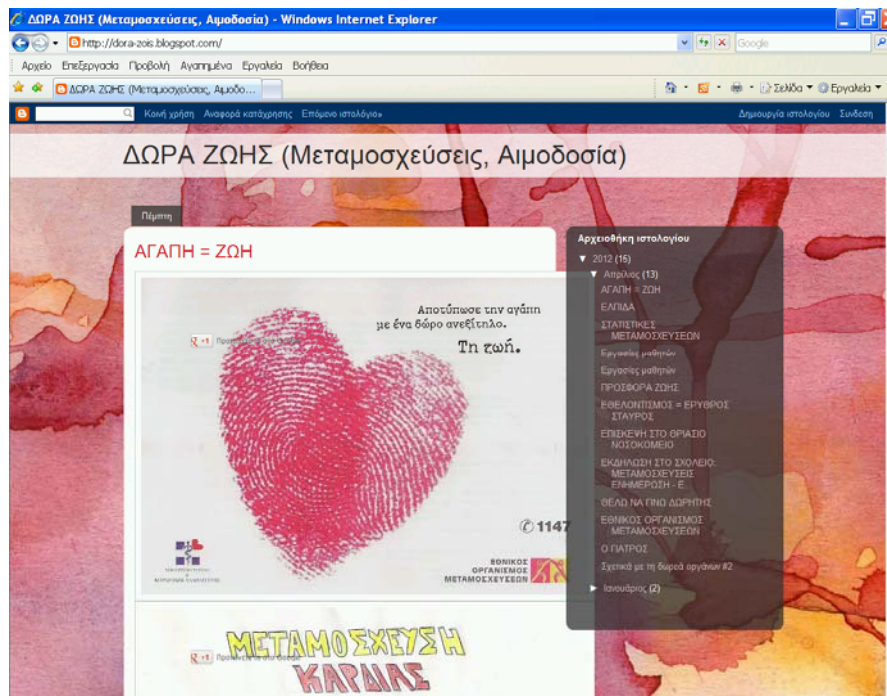 ΔΩΡΑ ΖΩΗΣ (Μεταμοσχεύσεις, Αιμοδοσία) - Windows Internet Explorer
http://dora-zois.blogspot.com/
Google
Αρχείο Επεξεργασία Προβολή Αγαπημένα Εργαλεία Βοήθεια
ΔΩΡΑ ΖΩΗΣ (Μεταμοσχεύσεις, Αιμοδο...
Σελίδα Εργαλεία
Κοινή χρήση Αναφορά κατάχρησης Επόμενο ιστολόγιο»
Δημιουργία ιστολογίου Σύνδεση
ΔΩΡΑ ΖΩΗΣ (Μεταμοσχεύσεις, Αιμοδοσία)
Πέμπτη
ΑΓΑΠΗ = ΖΩΗ
Αποτύπωσε την αγάπη
με ένα δώρο ανεξίτηλο.
Τη ζωή.
+1
1147
ΕΘΝΙΚΟΣ
ΟΡΓΑΝΙΣΜΟΣ
ΜΕΤΑΜΟΣΧΕΥΣΕΩΝ
ΜΕΤΑΜΟΣΧΕΥΣΗ
+1
ΚΑΡΔΙΑΣ
Αρχειοθήκη ιστολογίου
▼ 2012 (15)
▼ Απρίλιος (13)
ΑΓΑΠΗ = ΖΩΗ
ΕΛΠΙΔΑ
ΣΤΑΤΙΣΤΙΚΕΣ
ΜΕΤΑΜΟΣΧΕΥΣΕΩΝ
Εργασίες μαθητών
Εργασίες μαθητών
ΠΡΟΣΦΟΡΑ ΖΩΗΣ
ΕΘΕΛΟΝΤΙΣΜΟΣ = ΕΡΥΘΡΟΣ
ΣΤΑΥΡΟΣ
ΕΠΙΣΚΕΨΗ ΣΤΟ ΘΡΙΑΣΙΟ
ΝΟΣΟΚΟΜΕΙΟ
ΕΚΔΗΛΩΣΗ ΣΤΟ ΣΧΟΛΕΙΟ:
ΜΕΤΑΜΟΣΧΕΥΣΕΙΣ
ΕΝΗΜΕΡΩΣΗ - Ε...
ΘΕΛΩ ΝΑ ΓΙΝΩ ΔΩΡΗΤΗΣ
ΕΘΝΙΚΟΣ ΟΡΓΑΝΙΣΜΟΣ
ΜΕΤΑΜΟΣΧΕΥΣΕΩΝ
Ο ΓΙΑΤΡΟΣ
Σχετικά με τη δωρεά οργάνων #2
► Ιανουάριος (2)